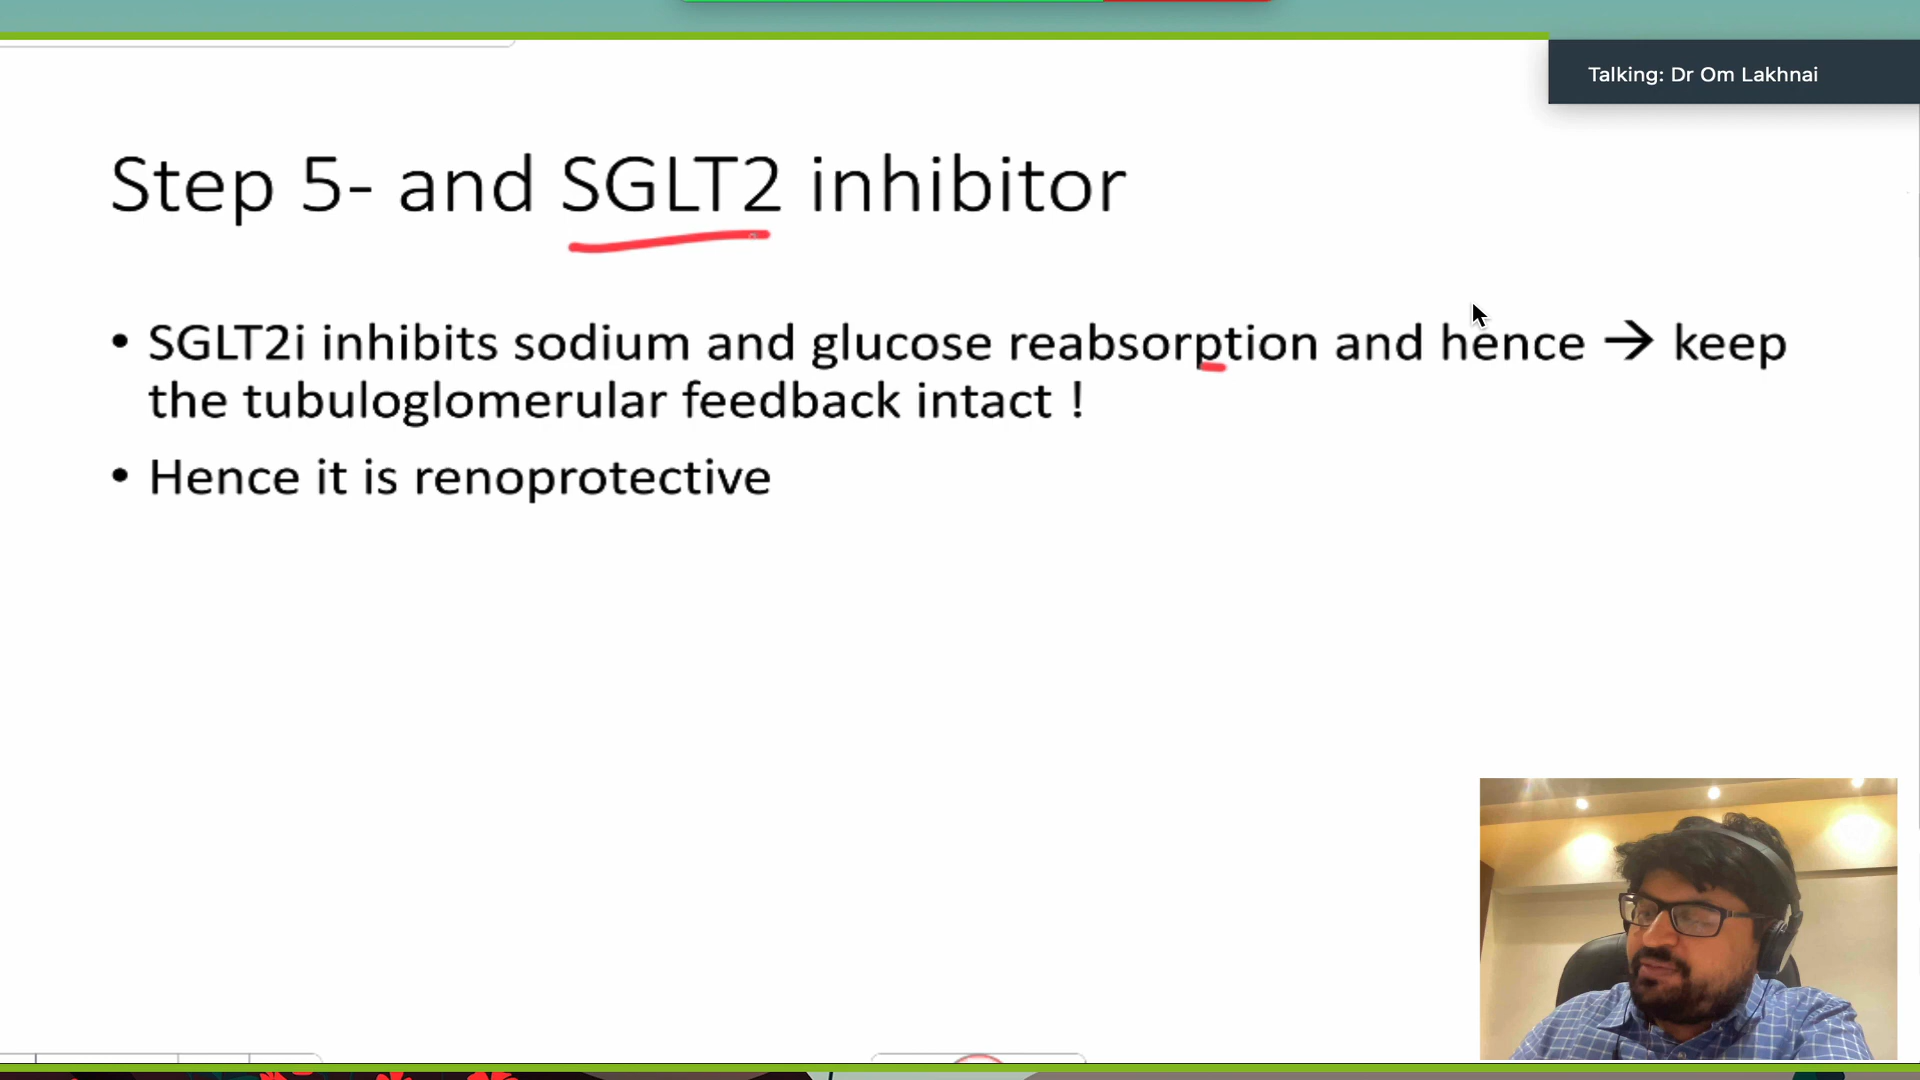 Talking: Dr Om Lakhnai
Step 5- and SGLT2 inhibitor
• SGLT2i inhibits sodium and glucose reabsorption and hence → keep
the tubuloglomerular feedback intact !
• Hence it is renoprotective